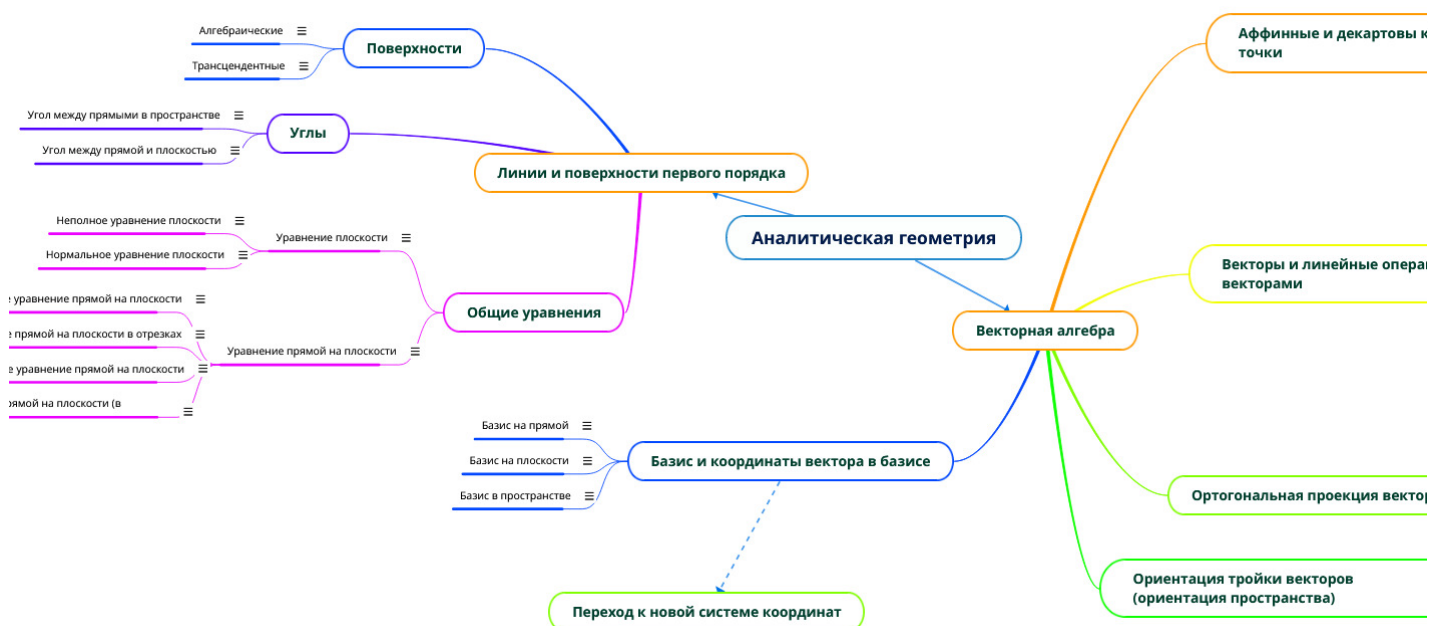 Алгебраические
Трансцендентные
Поверхности
Угол между прямыми в пространстве
Угол между прямой и плоскостью
Углы
Линии и поверхности первого порядка
Неполное уравнение плоскости
Нормальное уравнение плоскости
Уравнение плоскости
уравнение прямой на плоскости
прямой на плоскости в отрезках
уравнение прямой на плоскости
на плоскости (в
Уравнение прямой на плоскости
Общие уравнения
Аналитическая геометрия
Аффинные и декартовы
точки
Векторы и линейные
векторами
Векторная алгебра
Базис на прямой
Базис на плоскости
Базис в пространстве
Базис и координаты вектора в базисе
Ортогональная проекция
Ориентация тройки векторов
(ориентация пространства)
Переход к новой системе координат